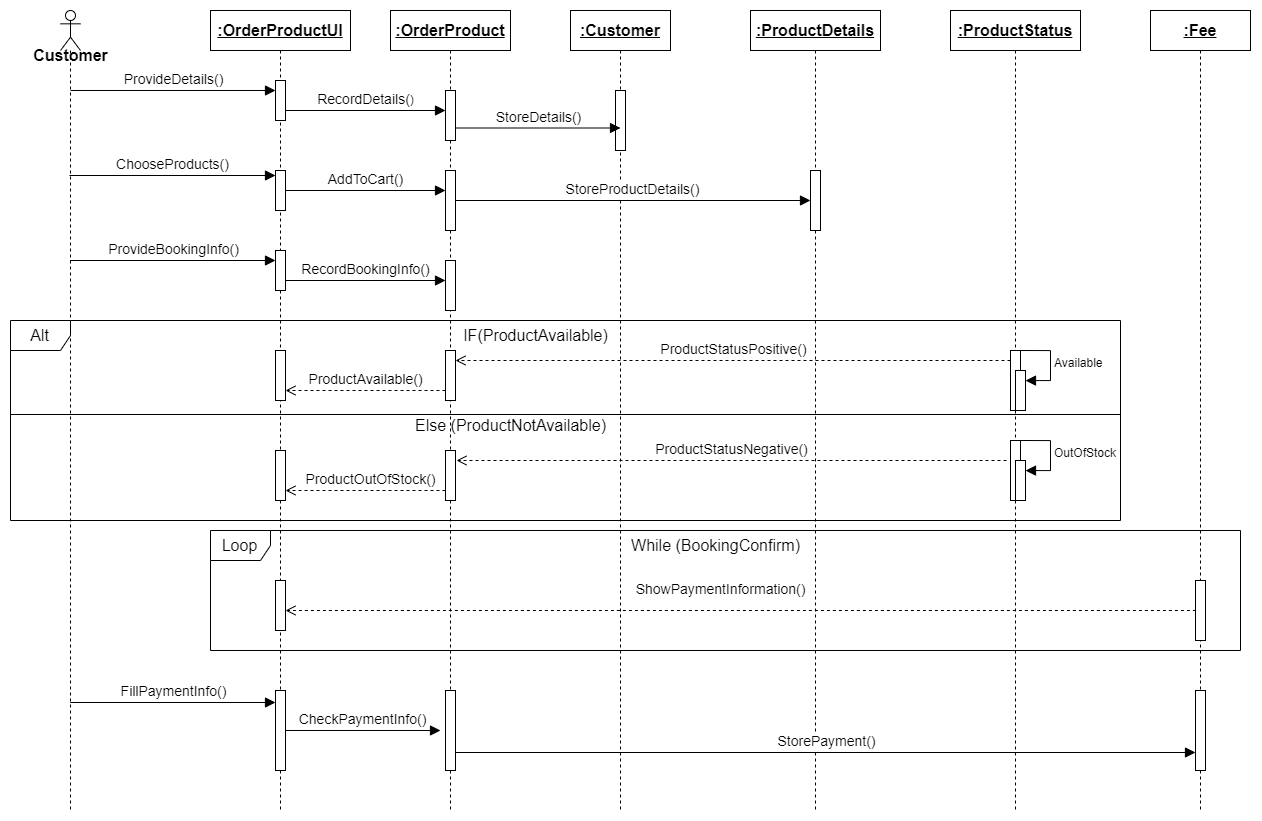 Customer
:OrderProductUI
:OrderProduct
:Customer
:ProductDetails
:ProductStatus
:Fee
ProvideDetails()
RecordDetails()
StoreDetails()
ChooseProducts()
AddToCart()
StoreProductDetails()
ProvideBookingInfo()
RecordBookingInfo()
Alt
IF(ProductAvailable)
ProductStatusPositive()
Available
ProductAvailable()
Else (ProductNotAvailable)
ProductStatusNegative()
OutOfStock
ProductOutOfStock()
Loop
While (BookingConfirm)
ShowPaymentInformation()
FillPaymentInfo()
CheckPaymentInfo()
StorePayment()